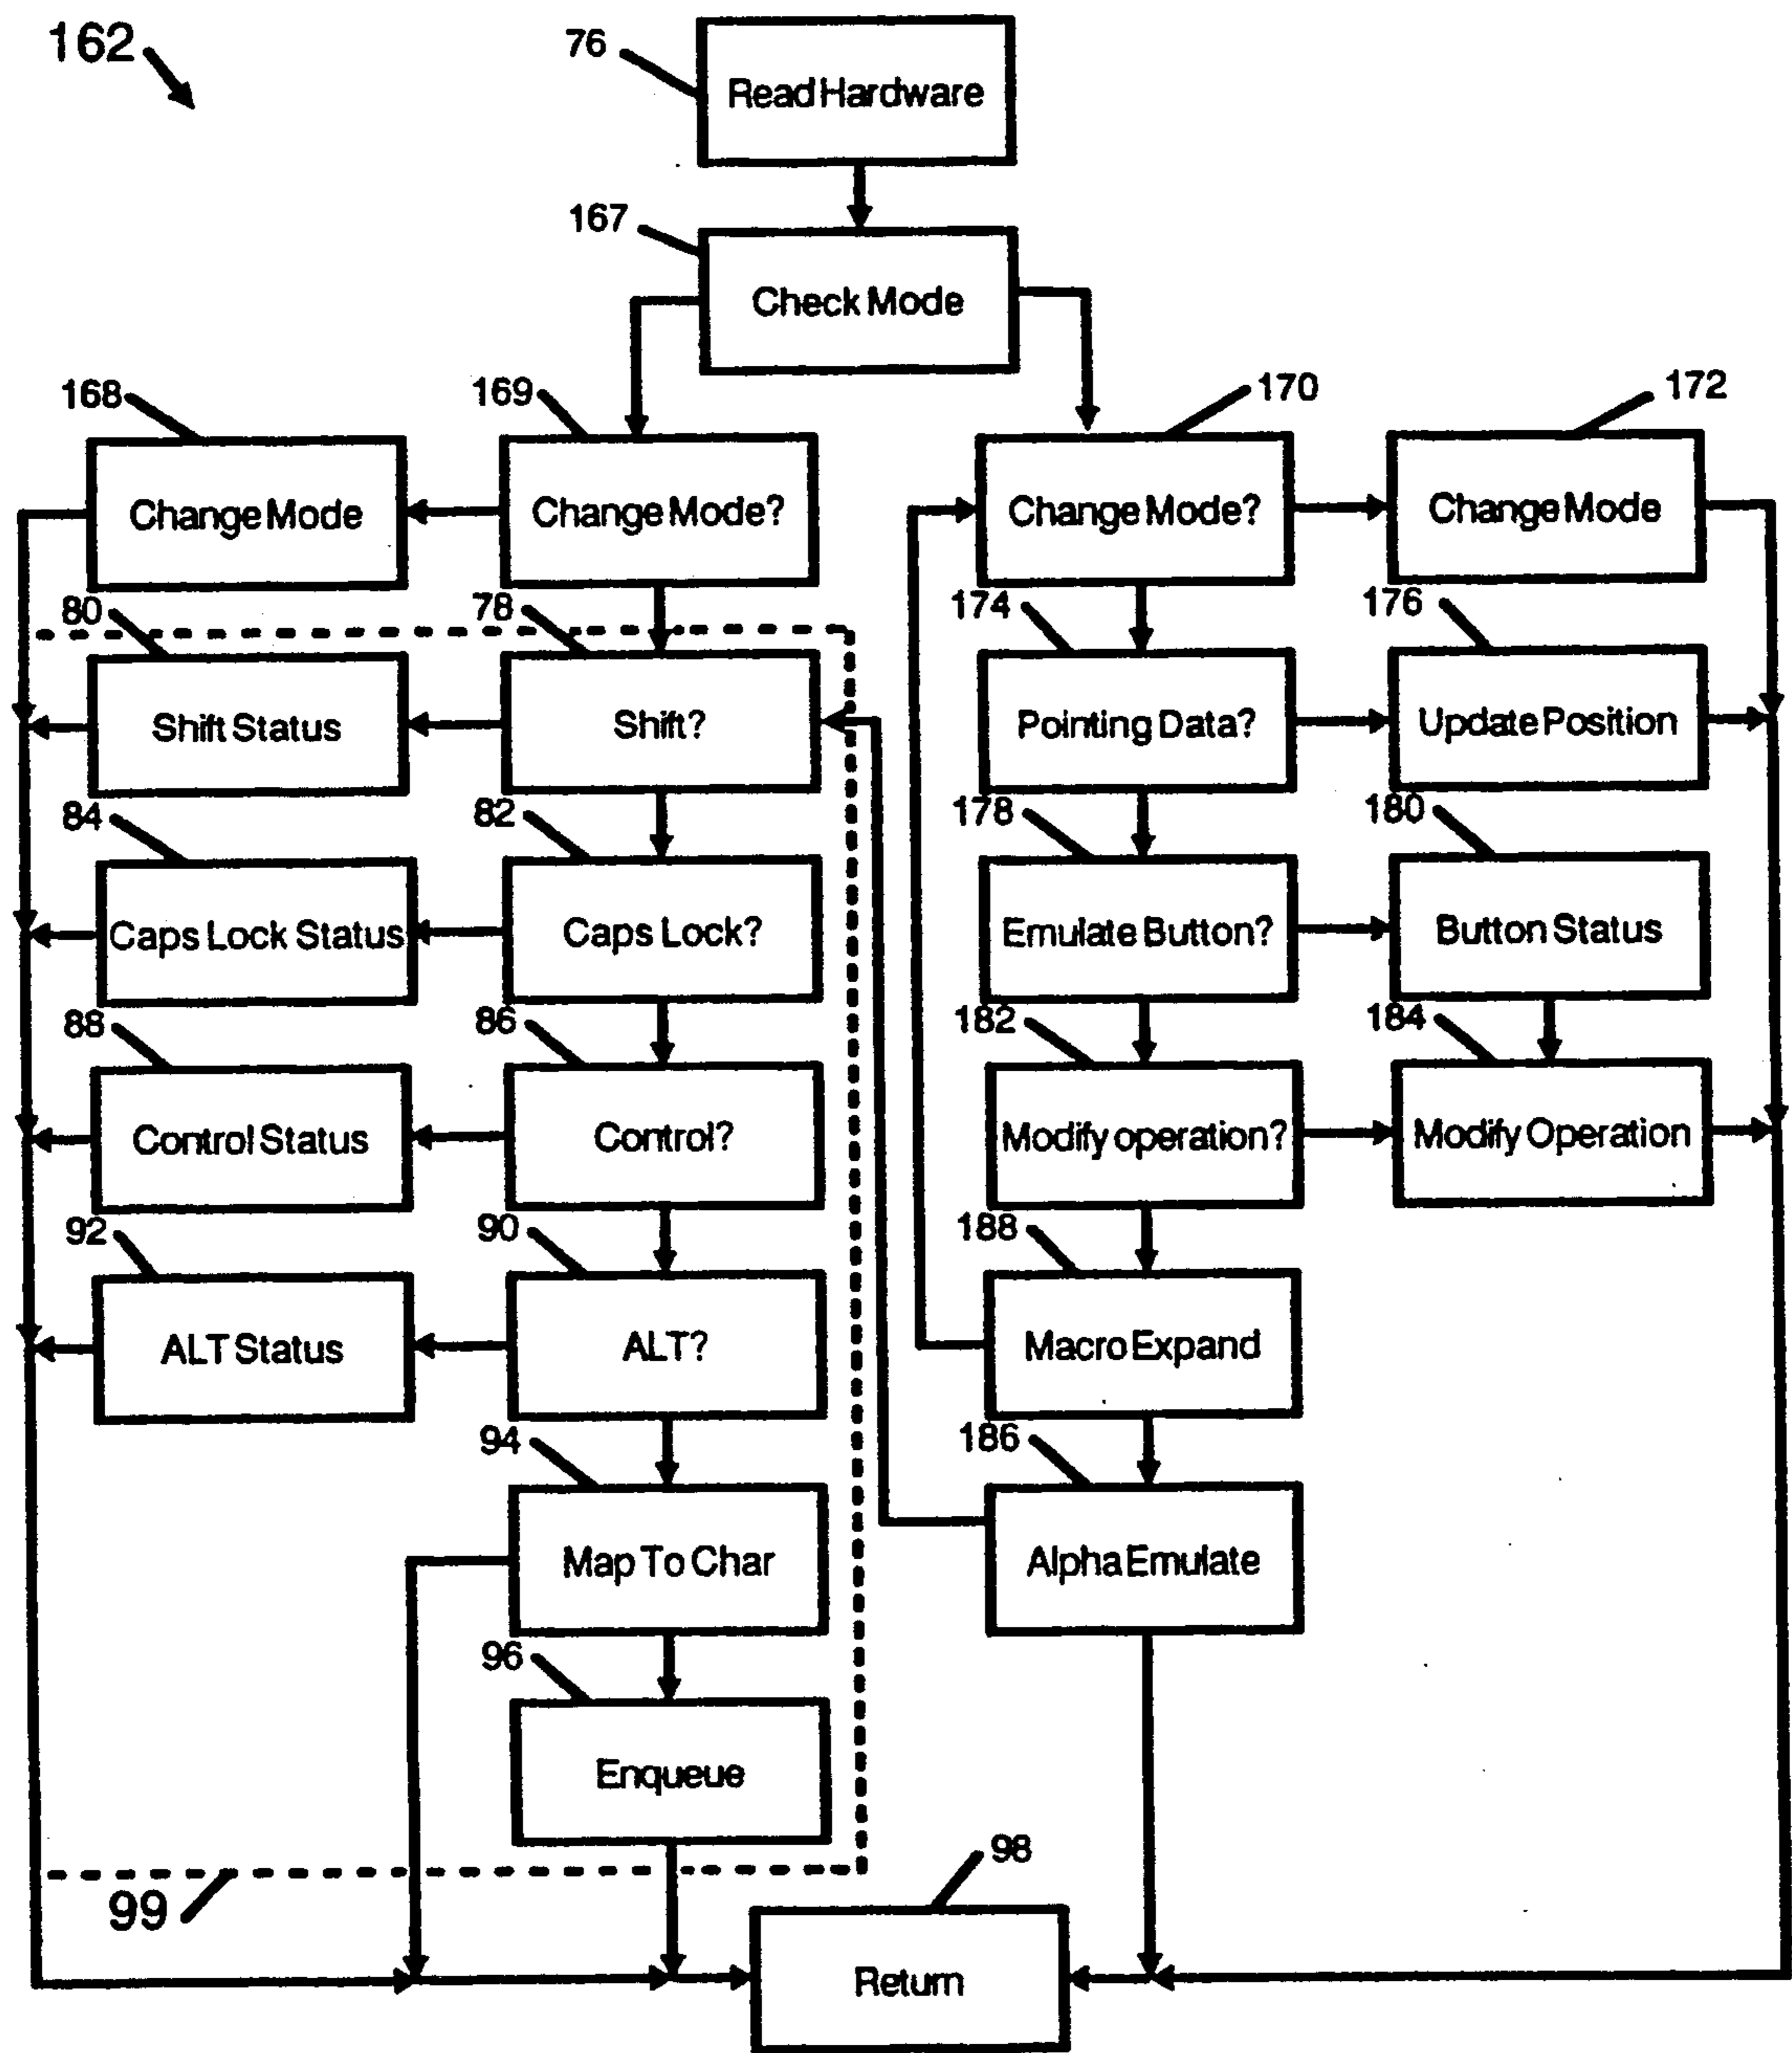 162
76
Read Hardware
167
Check Mode
168
169
170
172
Change Mode
Change Mode?
Change Mode?
Change Mode
80
78
174
176
Shift Status
Shift?
Pointing Data?
Update Position
84
82
178
180
Caps Lock Status
Caps Lock?
Emulate Button?
Button Status
88
86
182
184
Control Status
Control?
Modify operation?
Modify Operation
92
90
188
ALT Status
ALT?
Macro Expand
94
186
Map To Char
Alpha Emulate
96
Enqueue
99
98
Return